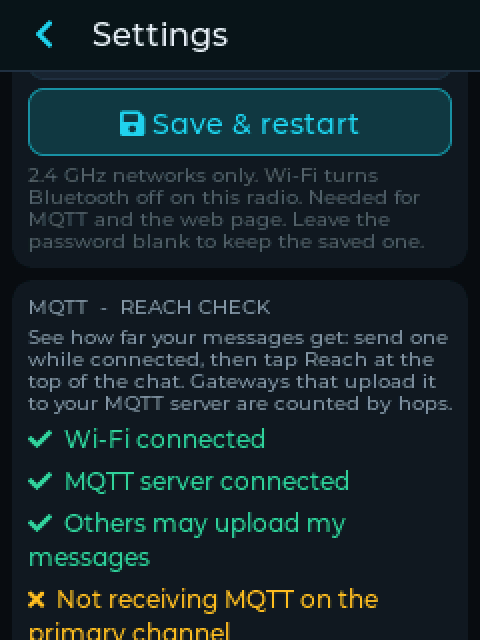 Settings
Save & restart
2.4 GHz networks only. Wi-Fi turns
Bluetooth off on this radio. Needed for
MQTT and the web page. Leave the
password blank to keep the saved one.
MQTT - REACH CHECK
See how far your messages get: send one
while connected, then tap Reach at the
top of the chat. Gateways that upload it
to your MQTT server are counted by hops.
Wi-Fi connected
MQTT server connected
Others may upload my
messages
Not receiving MQTT on the
primary channel